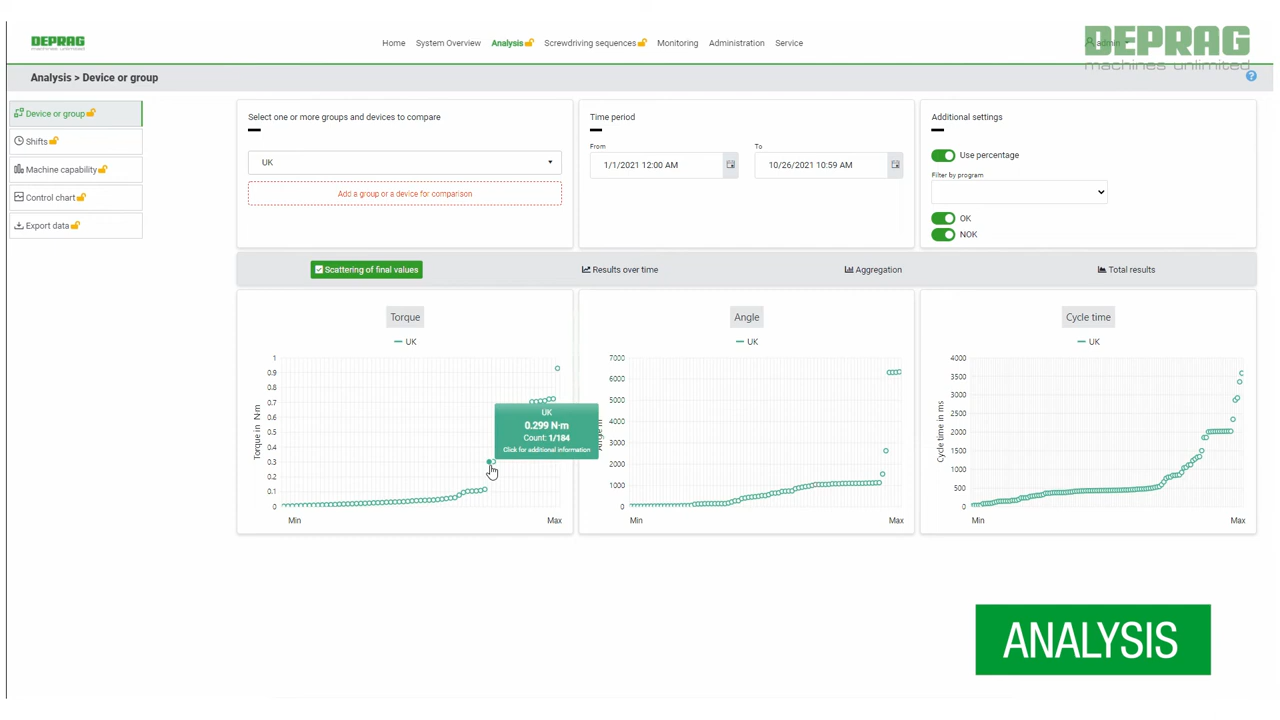 DEPRAG
Home System Overview Analysis Screwdriving sequences Monitoring Administration Service
admin
DEPRAG
machines unlimited
Analysis > Device or group
?
Device or group
Shifts
Machine capability
Control chart
Export data
Select one or more groups and devices to compare
UK
Add a group or a device for comparison
Time period
From
To
1/1/2021 12:00 AM
10/26/2021 10:59 AM
Additional settings
Use percentage
Filter by program
OK
NOK
Scattering of final values
Results over time
Aggregation
Total results
Torque
UK
Torque in N·m
1
0.9
0.8
0.7
0.6
0.5
0.4
0.3
0.2
0.1
0
Min
Max
UK
0.299 N·m
Count: 1/184
Click for additional information
Angle
UK
7000
6000
5000
4000
3000
2000
1000
0
Min
Max
Cycle time
UK
Cycle time in ms
4000
3500
3000
2500
2000
1500
1000
500
0
Min
Max
ANALYSIS